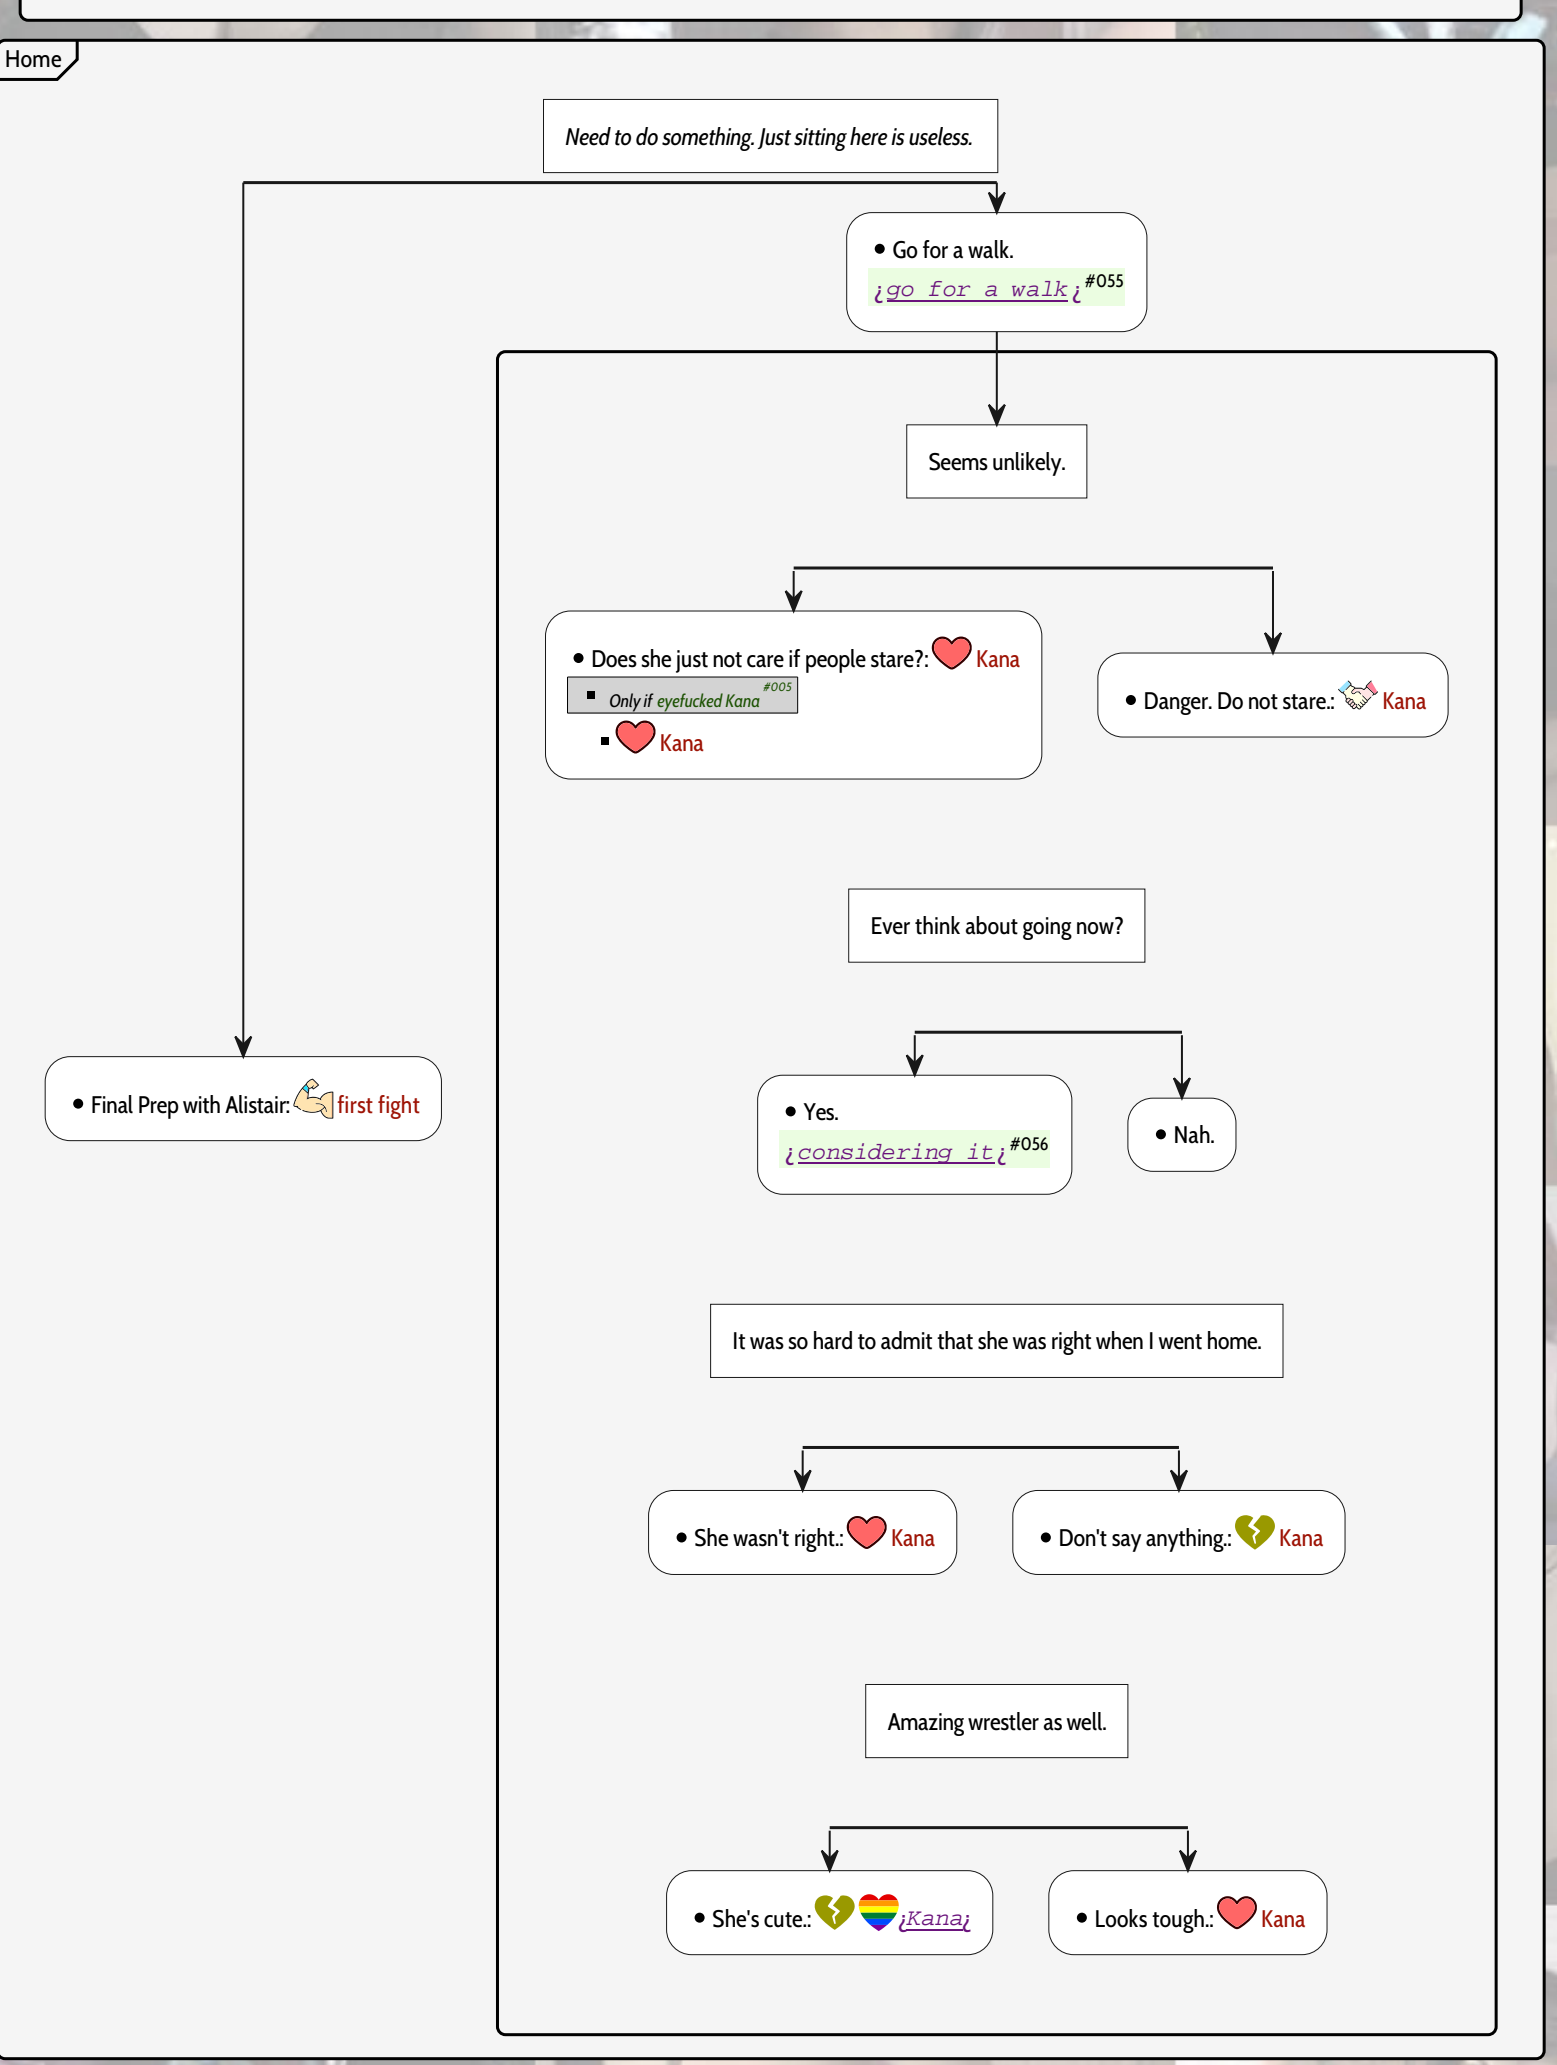 Home
Need to do something. Just sitting here is useless.
Go for a walk.
¿go for a walk¿#055
Seems unlikely.
Does she just not care if people stare?: Kana
Only if eyefucked Kana #005
Kana
Danger. Do not stare.: Kana
Ever think about going now?
Final Prep with Alistair: first fight
Yes.
¿considering it¿#056
Nah.
It was so hard to admit that she was right when I went home.
She wasn't right.: Kana
Don't say anything.: Kana
Amazing wrestler as well.
She's cute.: ¿Kana¿
Looks tough.: Kana